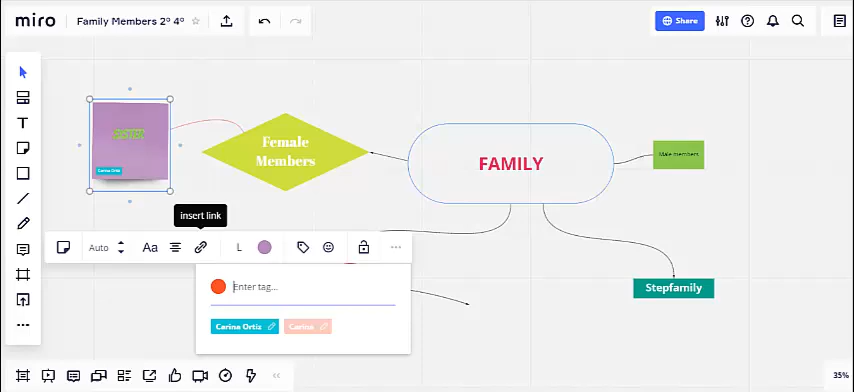 miro
Family Members 2º 4º
Share
SISTER
Carina Ortiz
Female
Members
FAMILY
Male members
insert link
Auto
Aa
L
Enter tag...
Carina Ortiz
Carina
Stepfamily
35%